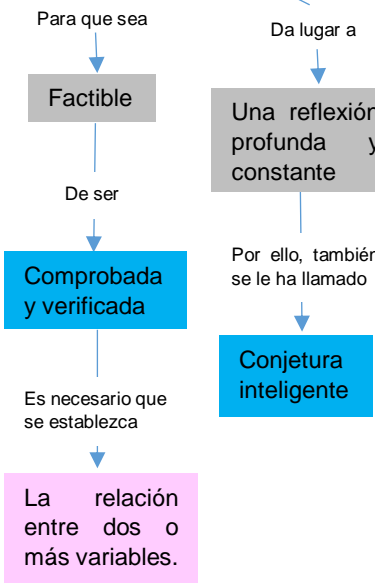 Para que sea
Factible
De ser
Comprobada
y verificada
Es necesario que
se establezca
La relación
entre dos o
más variables.
Da lugar a
Una reflexión
profunda y
constante
Por ello, también
se le ha llamado
Conjetura
inteligente